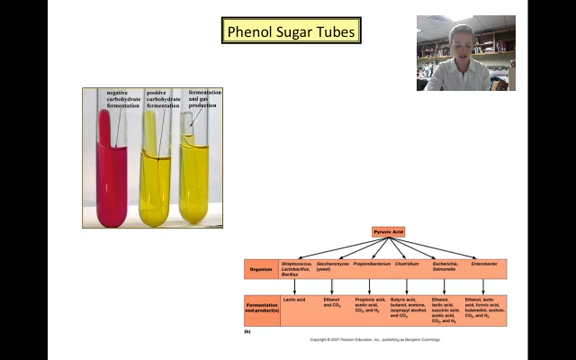 Phenol Sugar Tubes
negative
carbohydrate
fermentation
positive
carbohydrate
fermentation
fermentation
and gas
production
Pyruvic Acid
Organism
Streptococcus,
Lactobacillus,
Bacillus
Saccharomyces
(yeast)
Propionibacterium
Clostridium
Escherichia,
Salmonella
Enterobacter
Fermentation
end-product(s)
Lactic acid
Ethanol
and CO2
Propionic acid,
acetic acid,
CO2, and H2
Butyric acid,
butanol, acetone,
isopropyl alcohol,
and CO2
Ethanol,
lactic acid,
succinic acid,
acetic acid,
CO2, and H2
Ethanol, lactic
acid, formic acid,
butanediol, acetoin,
CO2, and H2
(b)
Copyright © 2007 Pearson Education, Inc., publishing as Benjamin Cummings.